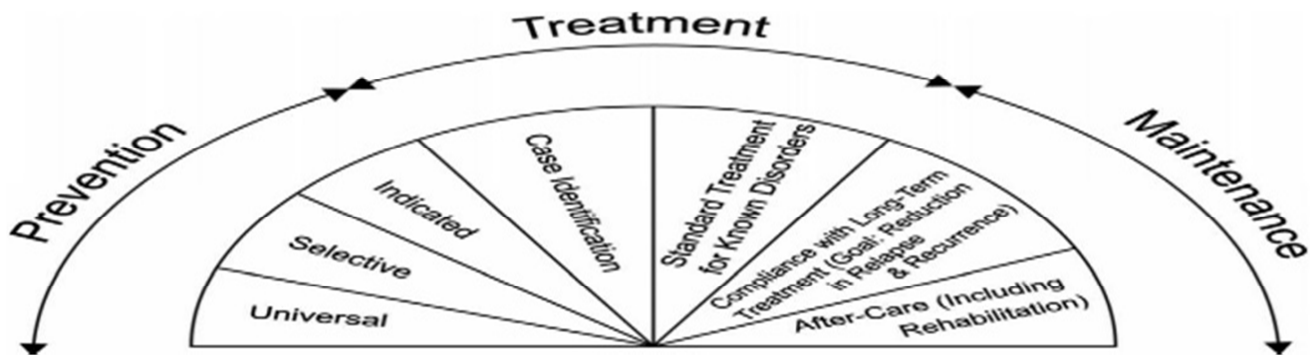 Treatment
Prevention
Maintenance
Universal
Selective
Indicated
Case Identification
Standard Treatment
for Known Disorders
Compliance with Long-Term
Treatment (Goal: Reduction
in Relapse
& Recurrence)
After-Care (Including
Rehabilitation)